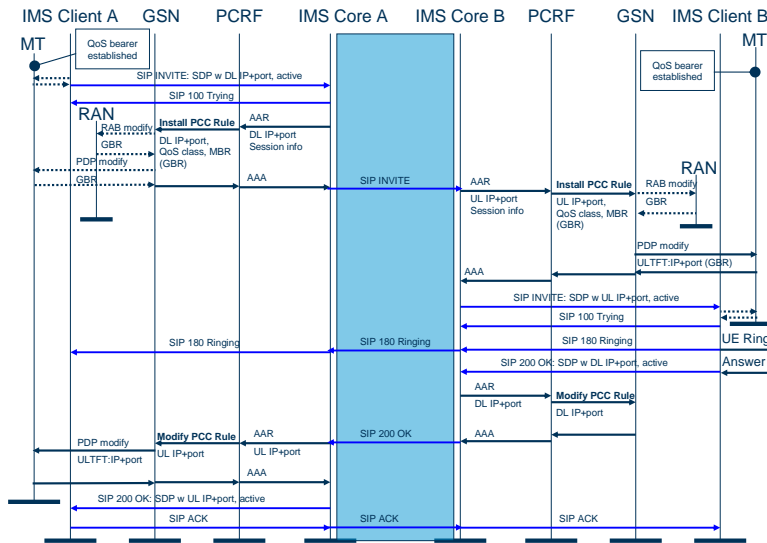 IMS Client A GSN PCRF IMS Core A IMS Core B PCRF GSN IMS Client B
MT
QoS bearer
established
MT
QoS bearer
established
SIP INVITE: SDP w DL IP+port, active
SIP 100 Trying
RAN
RAB modify
GBR
PDP modify
GBR
Install PCC Rule
DL IP+port,
QoS class, MBR
(GBR)
AAR
DL IP+port
Session info
AAA
SIP INVITE
AAR
UL IP+port
Session info
Install PCC Rule
UL IP+port,
QoS class, MBR
(GBR)
RAN
RAB modify
GBR
PDP modify
ULTFT:IP+port (GBR)
AAA
SIP INVITE: SDP w UL IP+port, active
SIP 100 Trying
SIP 180 Ringing SIP 180 Ringing SIP 180 Ringing
UE Ring
SIP 200 OK: SDP w DL IP+port, active
Answer
AAR
DL IP+port
Modify PCC Rule
DL IP+port
PDP modify
ULTFT:IP+port
Modify PCC Rule
UL IP+port
AAR
UL IP+port
SIP 200 OK
AAA
AAA
SIP 200 OK: SDP w UL IP+port, active
SIP ACK SIP ACK SIP ACK